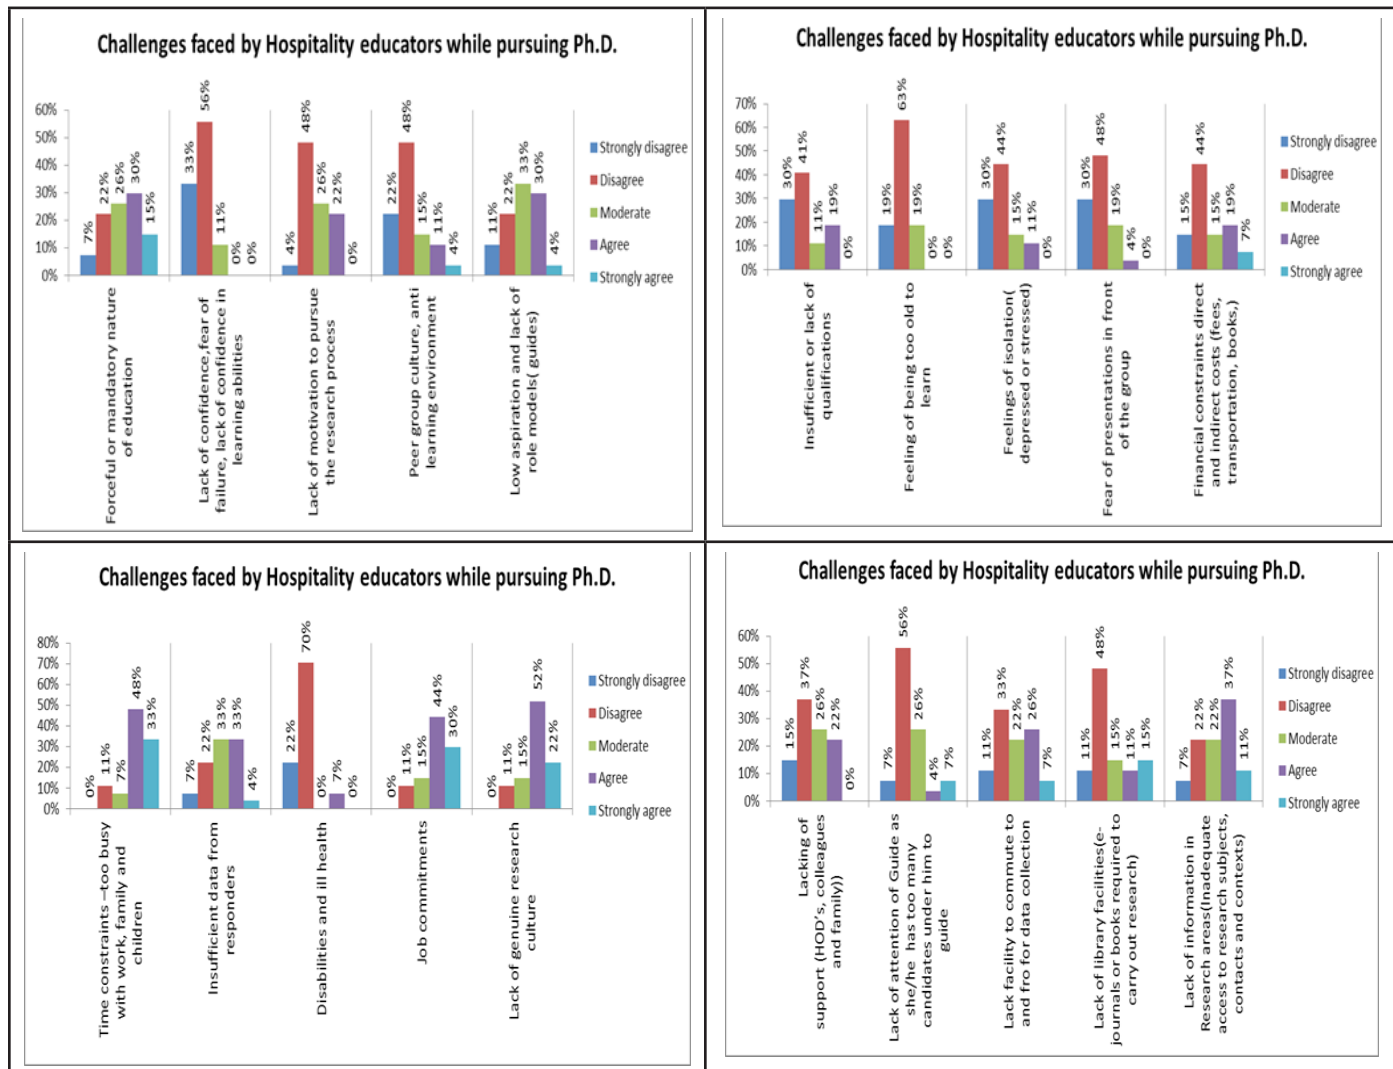 Challenges faced by Hospitality educators while pursuing Ph.D.
60%
50%
40%
30%
20%
10%
0%
7%
22%
26%
30%
15%
33%
56%
11%
0%
0%
4%
48%
26%
22%
0%
22%
48%
15%
11%
4%
11%
22%
33%
30%
4%
Strongly disagree
Disagree
Moderate
Agree
Strongly agree
Forceful or mandatory nature
of education
Lack of confidence,fear of
failure, lack of confidence in
learning abilities
Lack of motivation to pursue
the research process
Peer group culture, anti
learning environment
Low aspiration and lack of
role models( guides)
Challenges faced by Hospitality educators while pursuing Ph.D.
70%
60%
50%
40%
30%
20%
10%
0%
30%
41%
11%
19%
0%
19%
63%
19%
0%
0%
30%
44%
15%
11%
0%
30%
48%
19%
4%
0%
15%
44%
15%
19%
7%
Strongly disagree
Disagree
Moderate
Agree
Strongly agree
Insufficient or lack of
qualifications
Feeling of being too old to
learn
Feelings of isolation(
depressed or stressed)
Fear of presentations in front
of the group
Financial constraints direct
and indirect costs (fees,
transportation, books,)
Challenges faced by Hospitality educators while pursuing Ph.D.
80%
70%
60%
50%
40%
30%
20%
10%
0%
0%
11%
7%
48%
33%
7%
22%
33%
33%
4%
22%
70%
0%
7%
0%
0%
11%
15%
44%
30%
0%
11%
15%
52%
22%
Strongly disagree
Disagree
Moderate
Agree
Strongly agree
Time constraints –too busy
with work, family and
children
Insufficient data from
responders
Disabilities and ill health
Job commitments
Lack of genuine research
culture
Challenges faced by Hospitality educators while pursuing Ph.D.
60%
50%
40%
30%
20%
10%
0%
15%
37%
26%
22%
0%
7%
56%
26%
4%
7%
11%
33%
22%
26%
7%
11%
48%
15%
11%
15%
7%
22%
22%
37%
11%
Strongly disagree
Disagree
Moderate
Agree
Strongly agree
Lacking of
support (HOD's, colleagues
and family))
Lack of attention of Guide as
she/he has too many
candidates under him to
guide
Lack facility to commute to
and fro for data collection
Lack of library facilities(e-
journals or books required to
carry out research)
Lack of information in
Research areas(Inadequate
access to research subjects,
contacts and contexts)